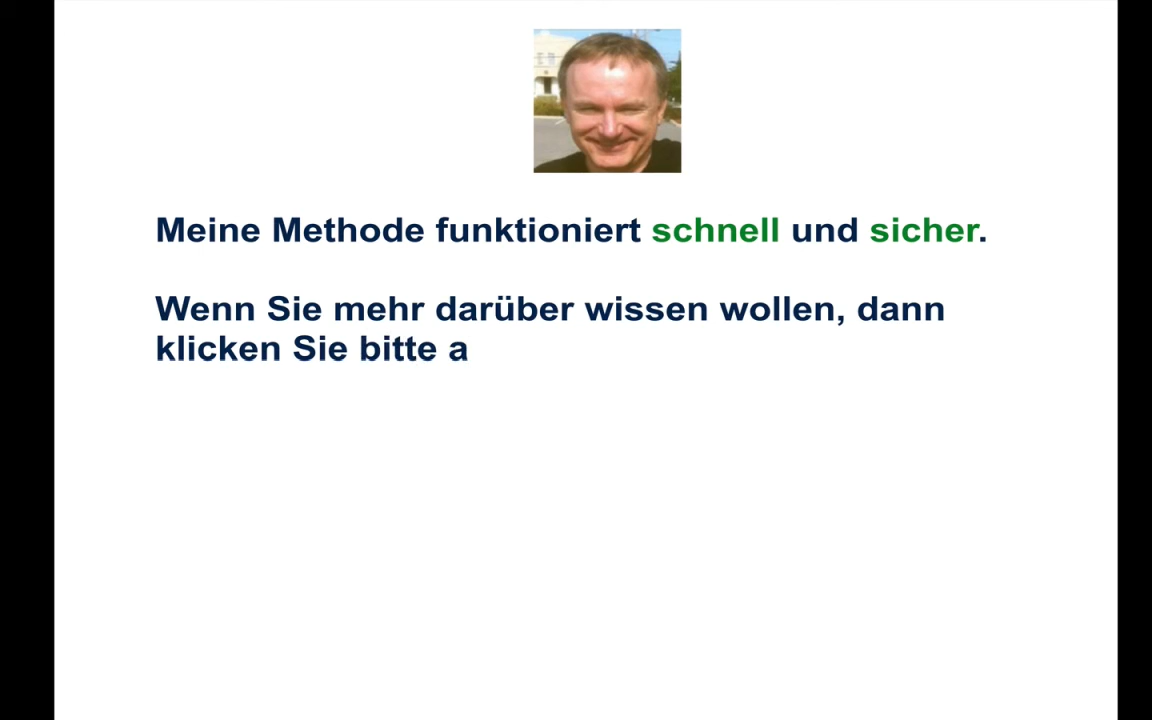 Meine Methode funktioniert schnell und sicher.
Wenn Sie mehr darüber wissen wollen, dann
klicken Sie bitte a